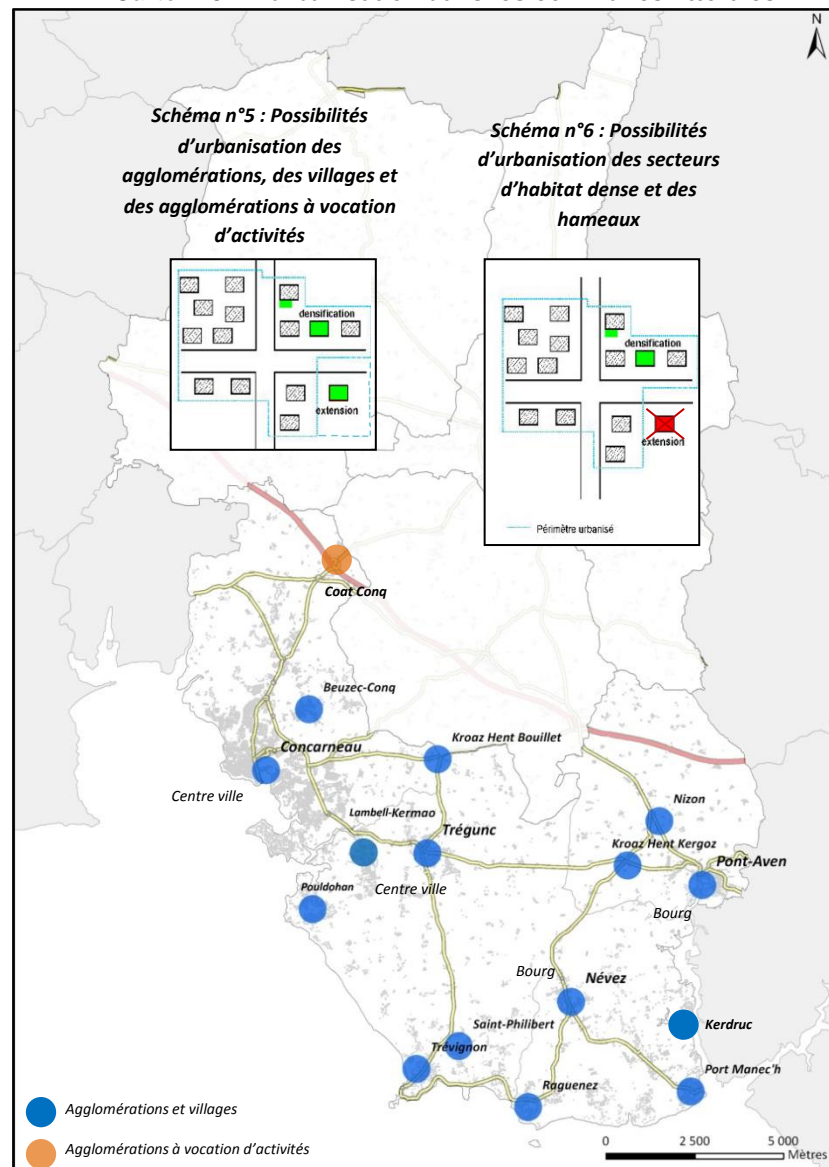 N
Schéma n°5 : Possibilités
d'urbanisation des
agglomérations, des villages et
des agglomérations à vocation
d'activités
Schéma n°6 : Possibilités
d'urbanisation des secteurs
d'habitat dense et des
hameaux
densification
extension
densification
extension
Périmètre urbanisé
Coat Conq
Beuzec-Conq
Concarneau
Kroaz Hent Bouillet
Centre ville
Lambell-Kermao
Trégunc
Nizon
Kroaz Hent Kergoz
Pont-Aven
Centre ville
Pouldohan
Bourg
Bourg
Névez
Saint-Philibert
Kerdruc
Trévignon
Port Manec'h
Raguenez
Agglomérations et villages
Agglomérations à vocation d'activités
0 2 500 5 000
Mètres